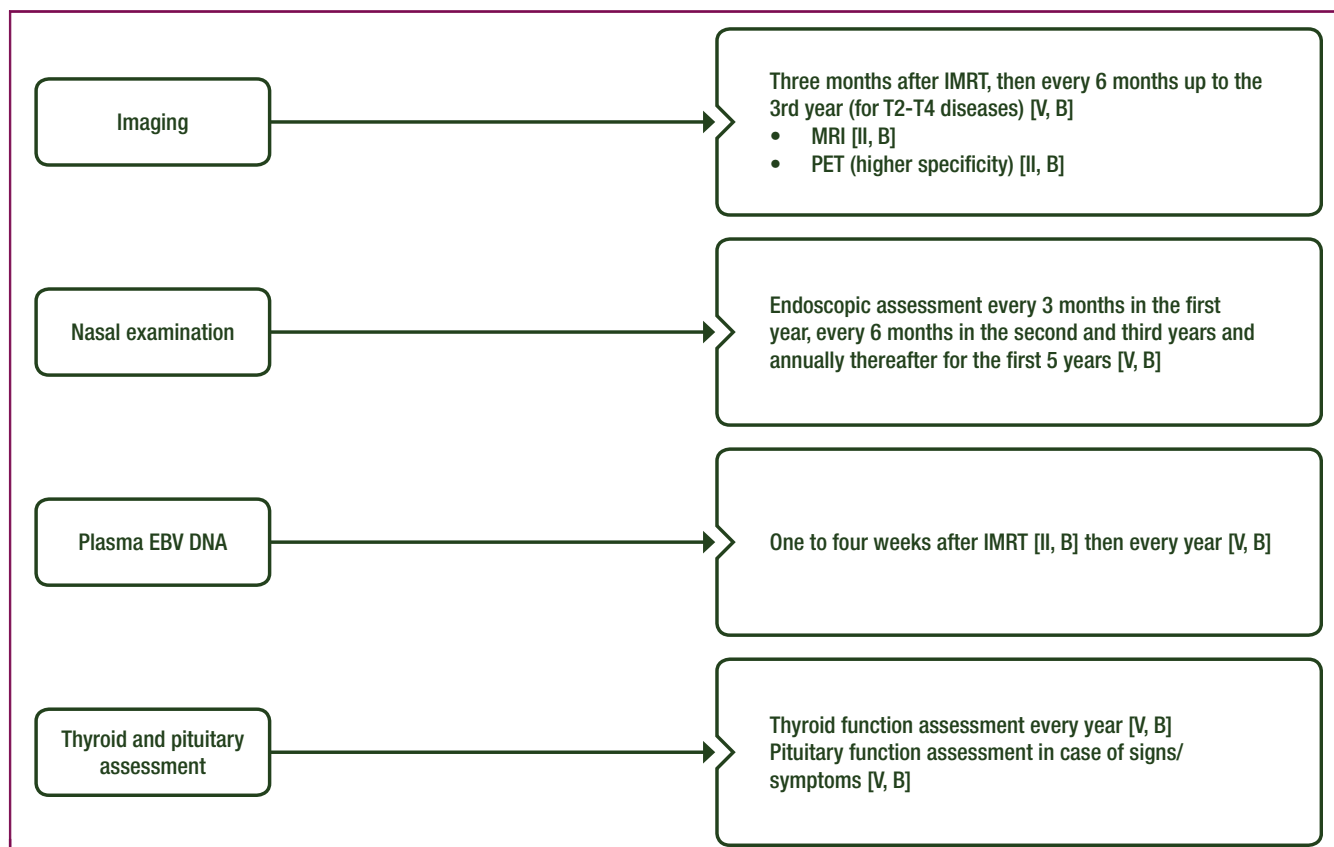 Imaging
Three months after IMRT, then every 6 months up to the
3rd year (for T2-T4 diseases) [V, B]
• MRI [II, B]
• PET (higher specificity) [II, B]
Nasal examination
Endoscopic assessment every 3 months in the first
year, every 6 months in the second and third years and
annually thereafter for the first 5 years [V, B]
Plasma EBV DNA
One to four weeks after IMRT [II, B] then every year [V, B]
Thyroid and pituitary
assessment
Thyroid function assessment every year [V, B]
Pituitary function assessment in case of signs/
symptoms [V, B]